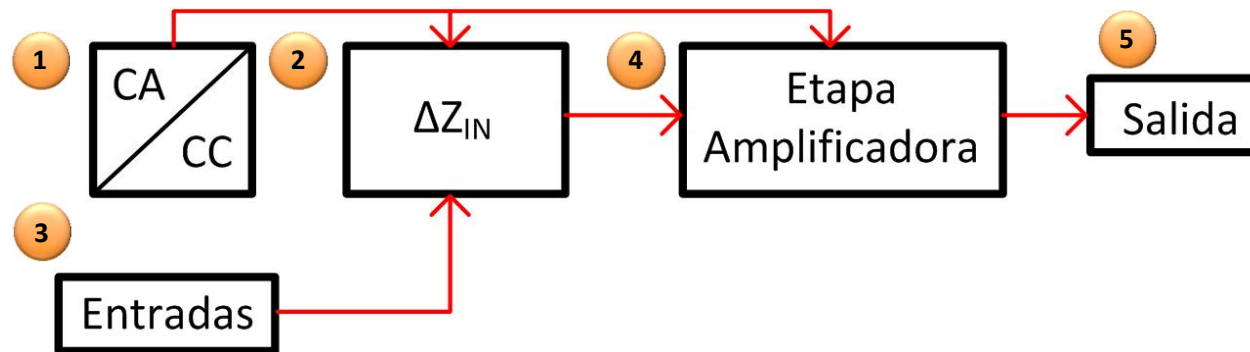 1
CA
CC
2
ΔZIN
4
Etapa
Amplificadora
5
Salida
3
Entradas